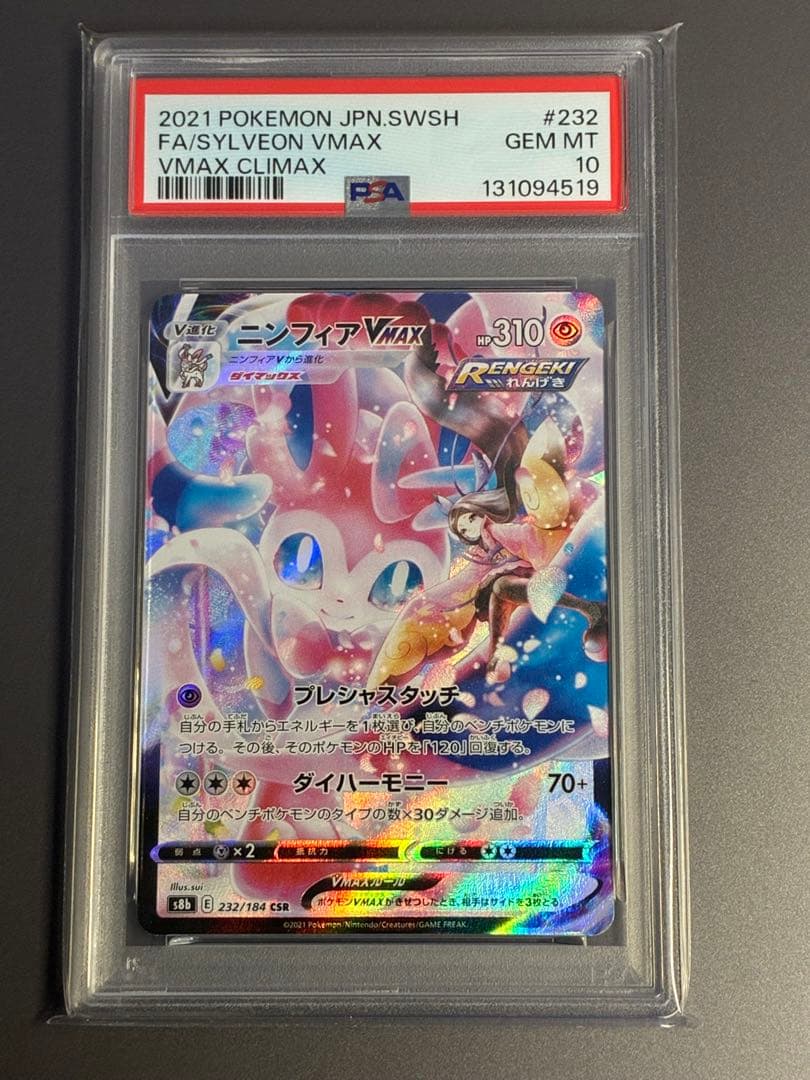 2021 POKEMON JPN.SWSH #232
FA/SYLVEON VMAX GEM MT
VMAX CLIMAX 10
PSA 131094519
V進化 ニンフィアVMAX HP310
ニンフィアVから進化
ダイマックス
RENGEKI
れんげき
プレシャスタッチ
自分の手札からエネルギーを1枚選び、自分のベンチポケモンに
つける。その後、そのポケモンのHPを「120」回復する。
ダイハーモニー 70+
自分のベンチポケモンのタイプの数×30ダメージ追加。
弱点 ×2 抵抗力 にげる
Illus.sui
VMAXルール
s8b E 232/184 CSR
ポケモンVMAXがきぜつしたとき、相手はサイドを3枚とる。
©2021 Pokémon/Nintendo/Creatures/GAME FREAK.